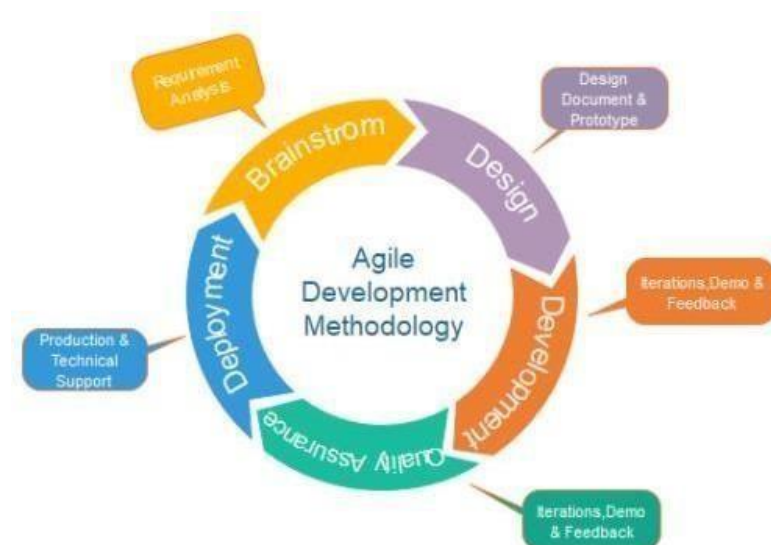 Requirement
Analysis
Brainstrom
Design
Document &
Prototype
Design
Agile
Development
Methodology
Iterations,Demo &
Feedback
Development
Production &
Technical
Support
Deployment
Quality Assurance
Iterations,Demo
& Feedback